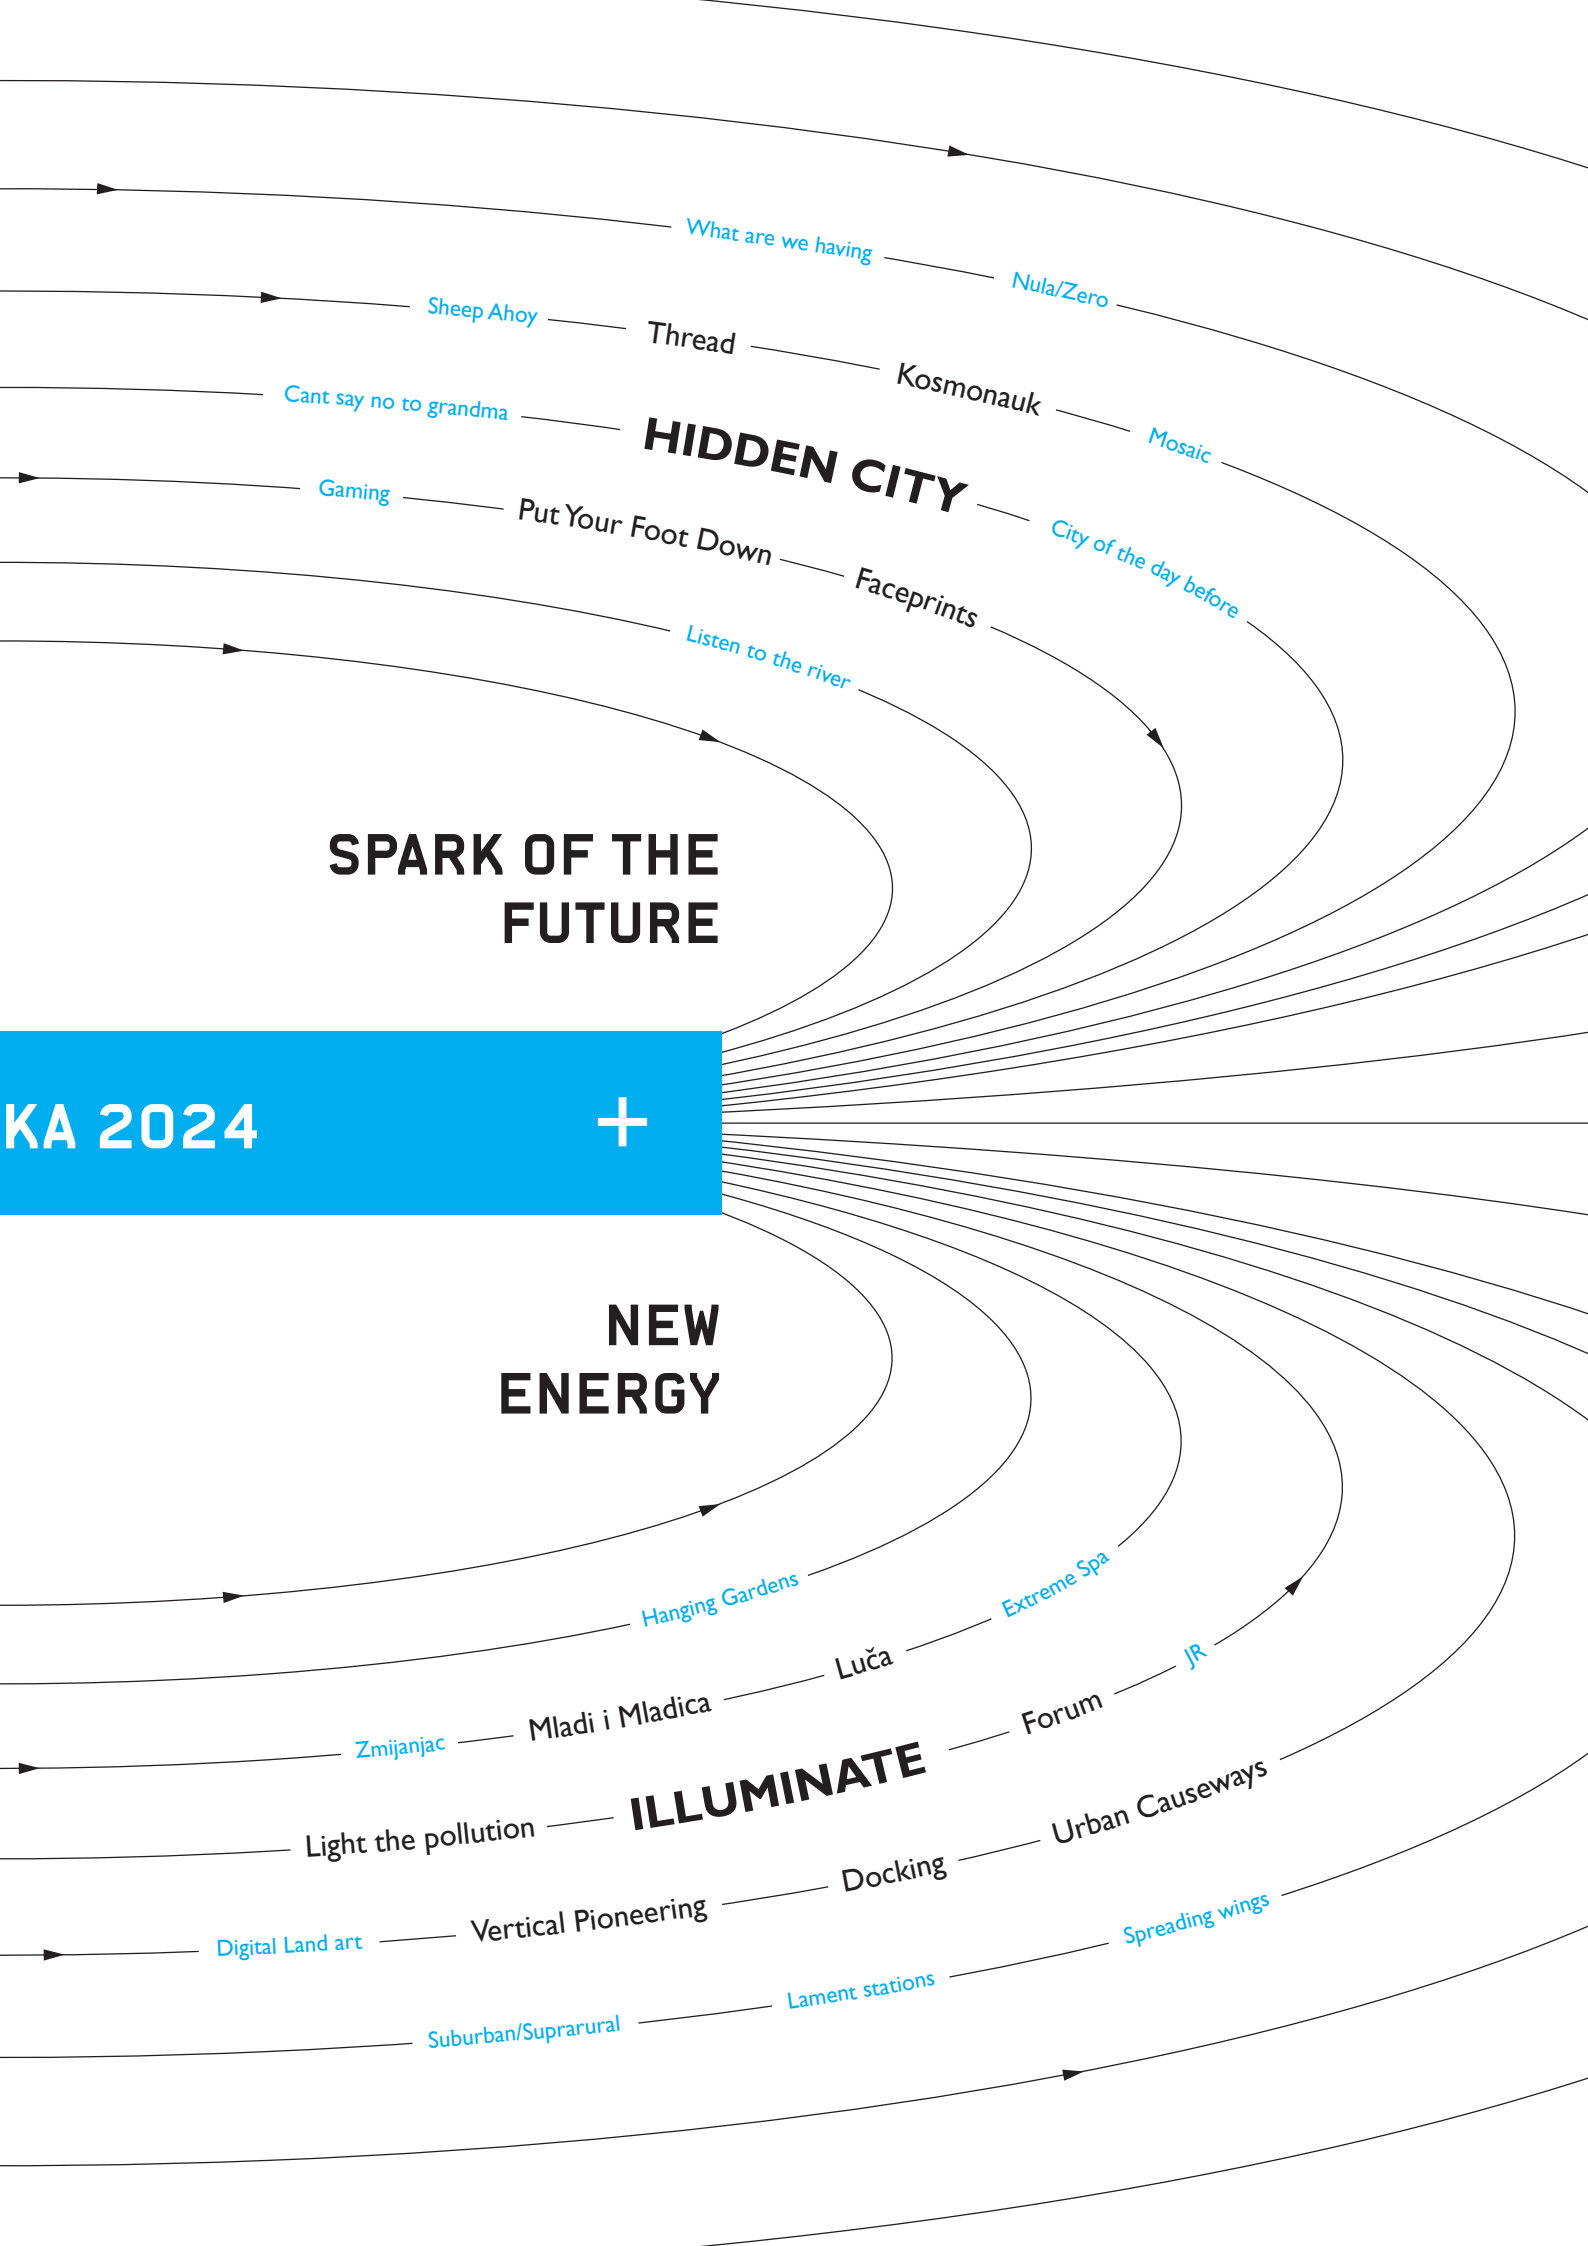 What are we having
Nula/Zero
Sheep Ahoy
Thread
Kosmonauk
Mosaic
Cant say no to grandma
HIDDEN CITY
City of the day before
Gaming
Put Your Foot Down
Faceprints
Listen to the river
SPARK OF THE
FUTURE
KA 2024
+
NEW
ENERGY
Hanging Gardens
Zmijanjac
Mladi i Mladica
Luča
Extreme Spa
Light the pollution
ILLUMINATE
Forum
JR
Digital Land art
Vertical Pioneering
Docking
Urban Causeways
Suburban/Suprarural
Lament stations
Spreading wings